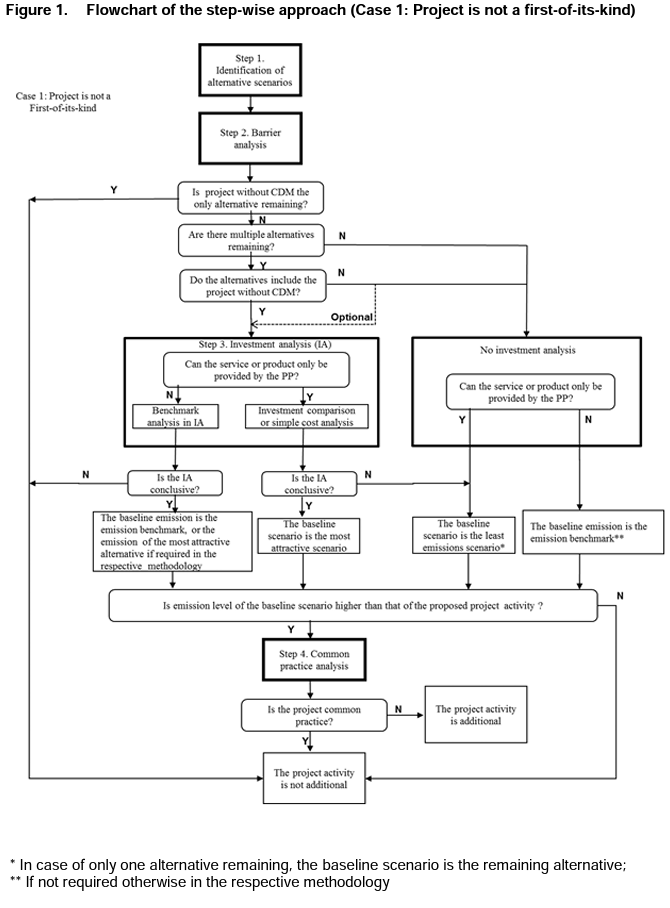 Figure 1. Flowchart of the step-wise approach (Case 1: Project is not a first-of-its-kind)
Case 1: Project is not a
First-of-its-kind
Step 1.
Identification of
alternative scenarios
Step 2. Barrier
analysis
Y
Is project without CDM the
only alternative remaining?
N
Are there multiple alternatives
remaining?
N
Y
Do the alternatives include the
project without CDM?
N
Y
Optional
Step 3. Investment analysis (IA)
Can the service or product only be
provided by the PP?
N
Y
Benchmark
analysis in IA
Investment comparison
or simple cost analysis
No investment analysis
Can the service or product only be
provided by the PP?
Y
N
N
Is the IA
conclusive?
Y
Is the IA
conclusive?
N
Y
The baseline emission is the
emission benchmark, or the
emission of the most attractive
alternative if required in the
respective methodology
The baseline
scenario is the most
attractive scenario
The baseline
scenario is the least
emissions scenario*
The baseline emission is the
emission benchmark**
Is emission level of the baseline scenario higher than that of the proposed project activity ?
N
Y
Step 4. Common
practice analysis
Is the project common
practice?
N
The project activity
is additional
Y
The project activity
is not additional
* In case of only one alternative remaining, the baseline scenario is the remaining alternative;
** If not required otherwise in the respective methodology